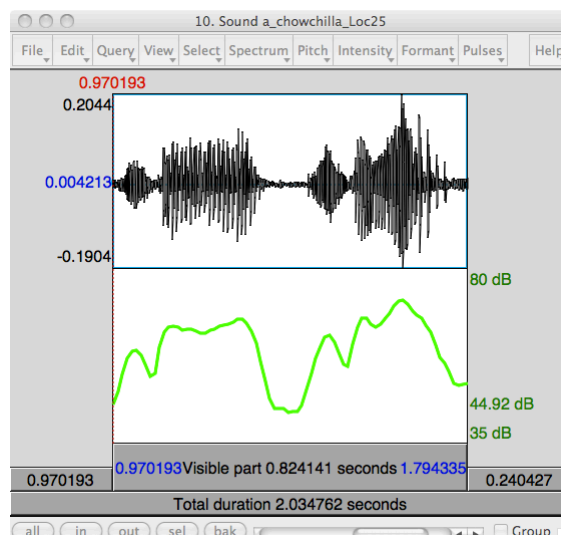 10. Sound a_chowchilla_Loc25
File Edit Query View Select Spectrum Pitch Intensity Formant Pulses Help
0.970193
0.2044
0.004213
-0.1904
80 dB
44.92 dB
35 dB
0.970193 Visible part 0.824141 seconds 1.794335
0.970193 0.240427
Total duration 2.034762 seconds
all in out sel bak Group